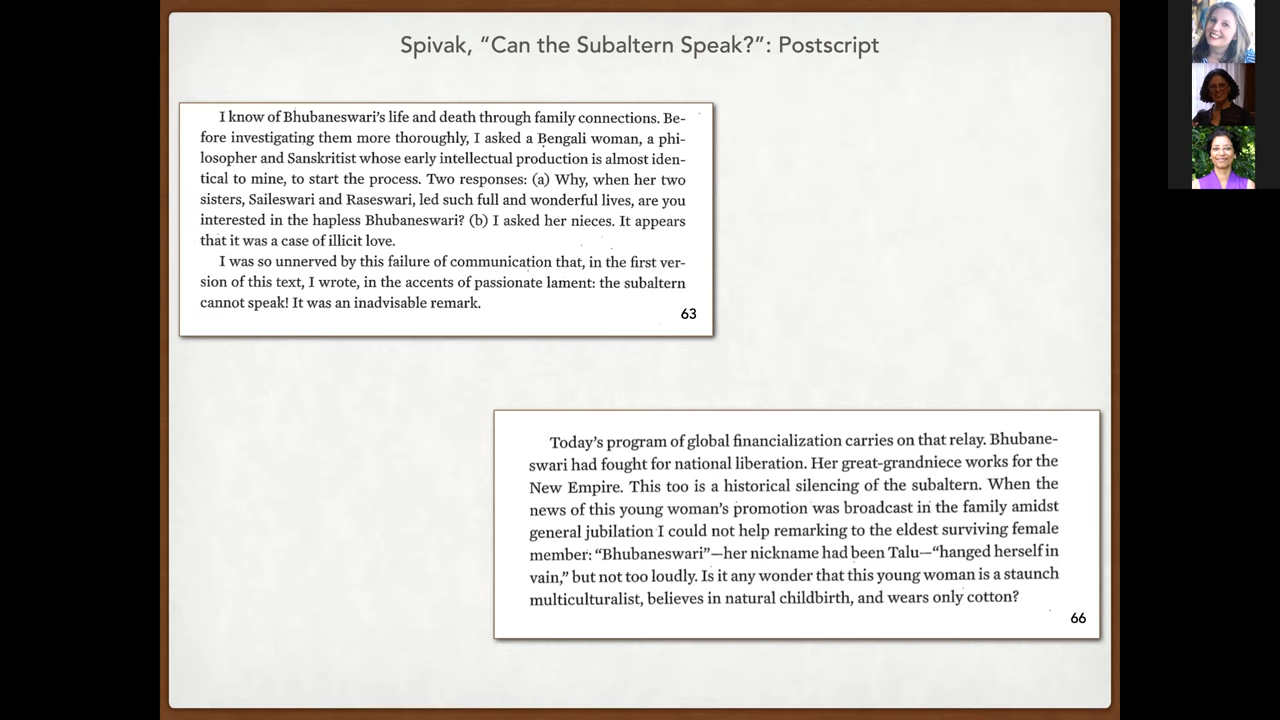 Spivak, “Can the Subaltern Speak?”: Postscript
I know of Bhubaneswari’s life and death through family connections. Be-
fore investigating them more thoroughly, I asked a Bengali woman, a phi-
losopher and Sanskritist whose early intellectual production is almost iden-
tical to mine, to start the process. Two responses: (a) Why, when her two
sisters, Saileswari and Raseswari, led such full and wonderful lives, are you
interested in the hapless Bhubaneswari? (b) I asked her nieces. It appears
that it was a case of illicit love.
I was so unnerved by this failure of communication that, in the first ver-
sion of this text, I wrote, in the accents of passionate lament: the subaltern
cannot speak! It was an inadvisable remark.
63
Today’s program of global financialization carries on that relay. Bhubane-
swari had fought for national liberation. Her great-grandniece works for the
New Empire. This too is a historical silencing of the subaltern. When the
news of this young woman’s promotion was broadcast in the family amidst
general jubilation I could not help remarking to the eldest surviving female
member: “Bhubaneswari”—her nickname had been Talu—“hanged herself in
vain,” but not too loudly. Is it any wonder that this young woman is a staunch
multiculturalist, believes in natural childbirth, and wears only cotton?
66